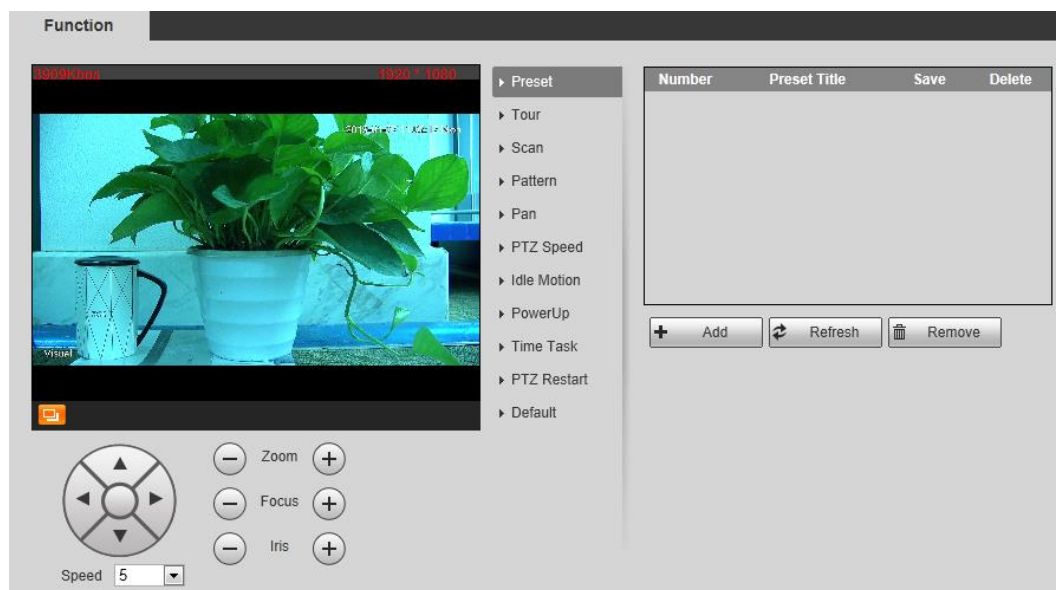 Function
3909Kbps 1920 * 1080
Visual
Zoom
Focus
Iris
Speed 5
Preset
Tour
Scan
Pattern
Pan
PTZ Speed
Idle Motion
PowerUp
Time Task
PTZ Restart
Default
Number Preset Title Save Delete
Add Refresh Remove